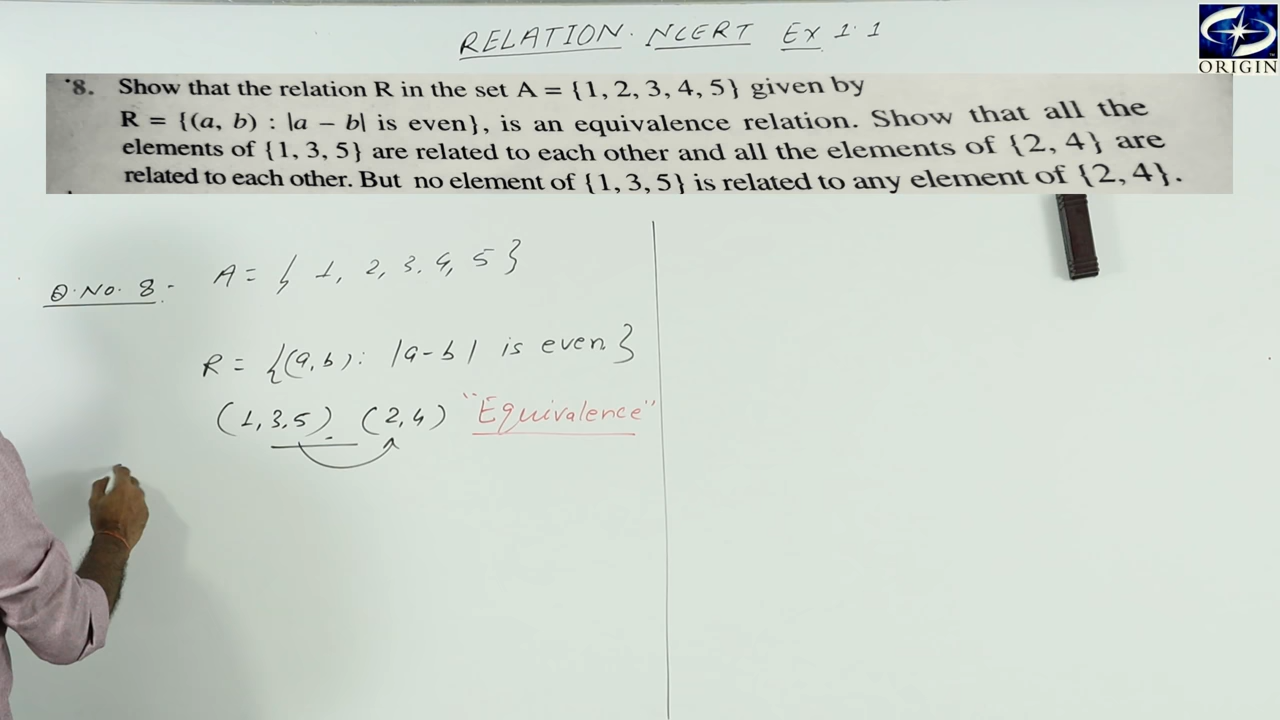 RELATION. NCERT Ex 1.1
ORIGIN
8. Show that the relation R in the set A = {1, 2, 3, 4, 5} given by
R = {(a, b) : |a – b| is even}, is an equivalence relation. Show that all the
elements of {1, 3, 5} are related to each other and all the elements of {2, 4} are
related to each other. But no element of {1, 3, 5} is related to any element of {2, 4}.
Q. No. 8 - A = { 1, 2, 3, 4, 5 }
R = {(a, b) : |a - b| is even}
(1, 3, 5). (2, 4) "Equivalence"